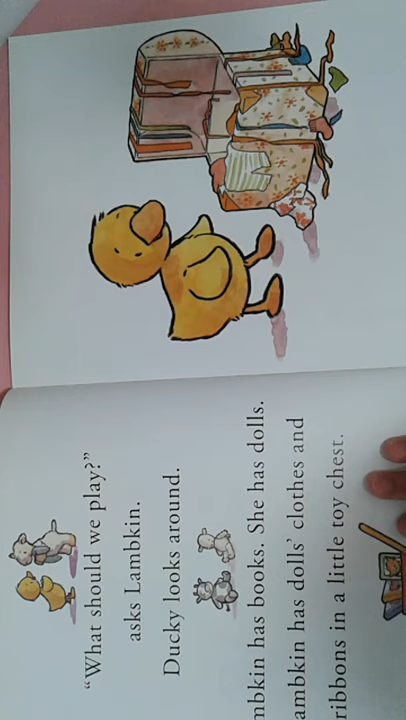 “What should we play?”
asks Lambkin.
Ducky looks around.
mbkin has books. She has dolls.
ambkin has dolls’ clothes and
ribbons in a little toy chest.